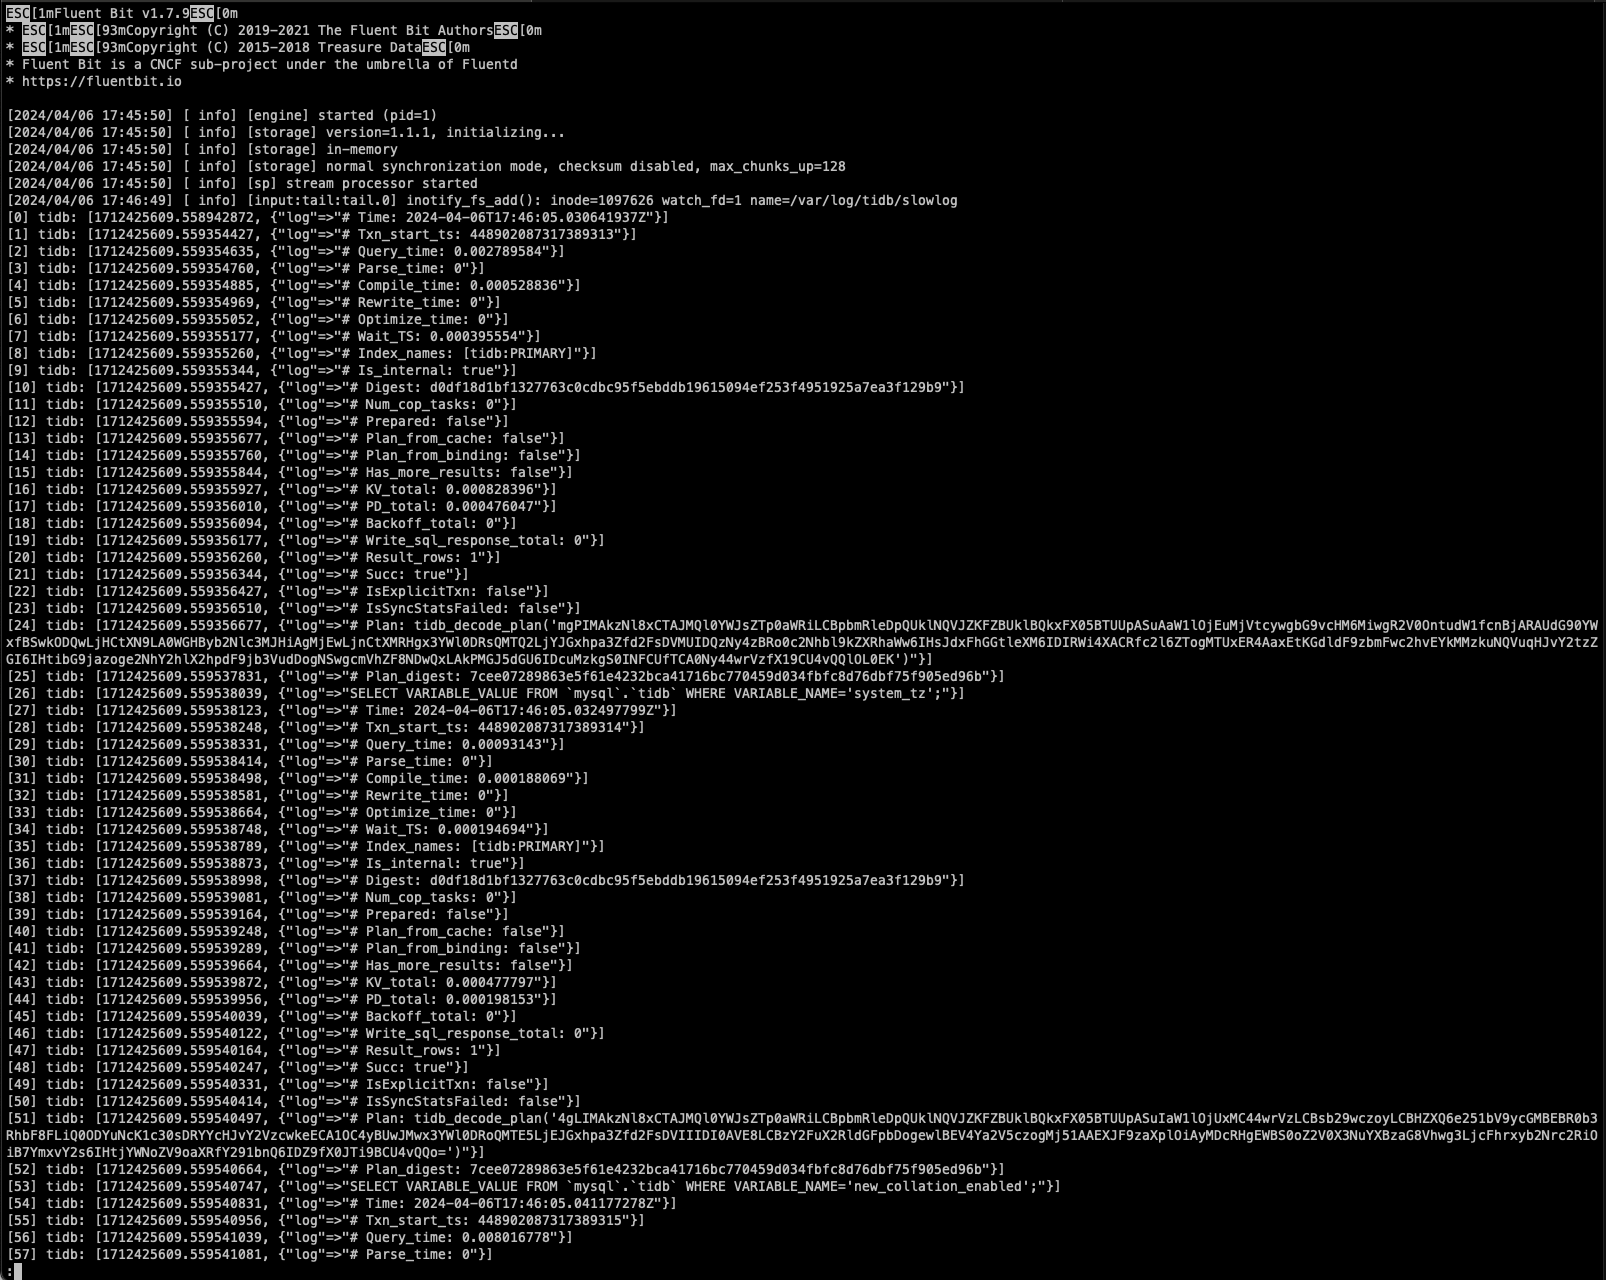 ESC[1mFluent Bit v1.7.9ESC[0m
* ESC[1mESC[93mCopyright (C) 2019-2021 The Fluent Bit AuthorsESC[0m
* ESC[1mESC[93mCopyright (C) 2015-2018 Treasure DataESC[0m
* Fluent Bit is a CNCF sub-project under the umbrella of Fluentd
* https://fluentbit.io
[2024/04/06 17:45:50] [ info] [engine] started (pid=1)
[2024/04/06 17:45:50] [ info] [storage] version=1.1.1, initializing...
[2024/04/06 17:45:50] [ info] [storage] in-memory
[2024/04/06 17:45:50] [ info] [storage] normal synchronization mode, checksum disabled, max_chunks_up=128
[2024/04/06 17:45:50] [ info] [sp] stream processor started
[2024/04/06 17:46:49] [ info] [input:tail:tail.0] inotify_fs_add(): inode=1097626 watch_fd=1 name=/var/log/tidb/slowlog
[0] tidb: [1712425609.558942872, {"log"=>"# Time: 2024-04-06T17:46:05.030641937Z"}]
[1] tidb: [1712425609.559354427, {"log"=>"# Txn_start_ts: 448902087317389313"}]
[2] tidb: [1712425609.559354635, {"log"=>"# Query_time: 0.002789584"}]
[3] tidb: [1712425609.559354760, {"log"=>"# Parse_time: 0"}]
[4] tidb: [1712425609.559354885, {"log"=>"# Compile_time: 0.000528836"}]
[5] tidb: [1712425609.559354969, {"log"=>"# Rewrite_time: 0"}]
[6] tidb: [1712425609.559355052, {"log"=>"# Optimize_time: 0"}]
[7] tidb: [1712425609.559355177, {"log"=>"# Wait_TS: 0.000395554"}]
[8] tidb: [1712425609.559355260, {"log"=>"# Index_names: [tidb:PRIMARY]"}]
[9] tidb: [1712425609.559355344, {"log"=>"# Is_internal: true"}]
[10] tidb: [1712425609.559355427, {"log"=>"# Digest: d0df18d1bf1327763c0cdbc95f5ebddb19615094ef253f4951925a7ea3f129b9"}]
[11] tidb: [1712425609.559355510, {"log"=>"# Num_cop_tasks: 0"}]
[12] tidb: [1712425609.559355594, {"log"=>"# Prepared: false"}]
[13] tidb: [1712425609.559355677, {"log"=>"# Plan_from_cache: false"}]
[14] tidb: [1712425609.559355760, {"log"=>"# Plan_from_binding: false"}]
[15] tidb: [1712425609.559355844, {"log"=>"# Has_more_results: false"}]
[16] tidb: [1712425609.559355927, {"log"=>"# KV_total: 0.000828396"}]
[17] tidb: [1712425609.559356010, {"log"=>"# PD_total: 0.000476047"}]
[18] tidb: [1712425609.559356094, {"log"=>"# Backoff_total: 0"}]
[19] tidb: [1712425609.559356177, {"log"=>"# Write_sql_response_total: 0"}]
[20] tidb: [1712425609.559356260, {"log"=>"# Result_rows: 1"}]
[21] tidb: [1712425609.559356344, {"log"=>"# Succ: true"}]
[22] tidb: [1712425609.559356427, {"log"=>"# IsExplicitTxn: false"}]
[23] tidb: [1712425609.559356510, {"log"=>"# IsSyncStatsFailed: false"}]
[24] tidb: [1712425609.559356677, {"log"=>"# Plan: tidb_decode_plan('mgPIMAkzNl8xCTAJMQl0YWJsZTp0aWRiLCBpbmRleDpQUklNQVJZKFZBUklBQkxFX05BTUUpASuAaW1lOjEuMjVtcywgbG9vcHM6MiwgR2V0OntudW1fcnBjARAUdG90YW
xfBSwkODQwLjHCtXN9LA0WGHByb2Nlc3MJHiAgMjEwLjnCtXMRHgx3YWl0DRsQMTQ2LjYJGxhpa3Zfd2FsDVMUIDQzNy4zBRo0c2Nhbl9kZXRhaWw6IHsJdxFhGGtleXM6IDIRWi4XACRfc2l6ZTogMTUxER4AaxEtKGdldF9zbmFwc2hvEYkMMzkuNQVuqHJvY2tzZ
GI6IHtibG9jazoge2NhY2hlX2hpdF9jb3VudDogNSwgcmVhZF8NDwQxLAkPMGJ5dGU6IDcuMzkgS0INFCUfTCA0Ny44wrVzfX19CU4vQQlOL0EK')"}]
[25] tidb: [1712425609.559537831, {"log"=>"# Plan_digest: 7cee07289863e5f61e4232bca41716bc770459d034fbfc8d76dbf75f905ed96b"}]
[26] tidb: [1712425609.559538039, {"log"=>"SELECT VARIABLE_VALUE FROM `mysql`.`tidb` WHERE VARIABLE_NAME='system_tz';"}]
[27] tidb: [1712425609.559538123, {"log"=>"# Time: 2024-04-06T17:46:05.032497799Z"}]
[28] tidb: [1712425609.559538248, {"log"=>"# Txn_start_ts: 448902087317389314"}]
[29] tidb: [1712425609.559538331, {"log"=>"# Query_time: 0.00093143"}]
[30] tidb: [1712425609.559538414, {"log"=>"# Parse_time: 0"}]
[31] tidb: [1712425609.559538498, {"log"=>"# Compile_time: 0.000188069"}]
[32] tidb: [1712425609.559538581, {"log"=>"# Rewrite_time: 0"}]
[33] tidb: [1712425609.559538664, {"log"=>"# Optimize_time: 0"}]
[34] tidb: [1712425609.559538748, {"log"=>"# Wait_TS: 0.000194694"}]
[35] tidb: [1712425609.559538789, {"log"=>"# Index_names: [tidb:PRIMARY]"}]
[36] tidb: [1712425609.559538873, {"log"=>"# Is_internal: true"}]
[37] tidb: [1712425609.559538998, {"log"=>"# Digest: d0df18d1bf1327763c0cdbc95f5ebddb19615094ef253f4951925a7ea3f129b9"}]
[38] tidb: [1712425609.559539081, {"log"=>"# Num_cop_tasks: 0"}]
[39] tidb: [1712425609.559539164, {"log"=>"# Prepared: false"}]
[40] tidb: [1712425609.559539248, {"log"=>"# Plan_from_cache: false"}]
[41] tidb: [1712425609.559539289, {"log"=>"# Plan_from_binding: false"}]
[42] tidb: [1712425609.559539664, {"log"=>"# Has_more_results: false"}]
[43] tidb: [1712425609.559539872, {"log"=>"# KV_total: 0.000477797"}]
[44] tidb: [1712425609.559539956, {"log"=>"# PD_total: 0.000198153"}]
[45] tidb: [1712425609.559540039, {"log"=>"# Backoff_total: 0"}]
[46] tidb: [1712425609.559540122, {"log"=>"# Write_sql_response_total: 0"}]
[47] tidb: [1712425609.559540164, {"log"=>"# Result_rows: 1"}]
[48] tidb: [1712425609.559540247, {"log"=>"# Succ: true"}]
[49] tidb: [1712425609.559540331, {"log"=>"# IsExplicitTxn: false"}]
[50] tidb: [1712425609.559540414, {"log"=>"# IsSyncStatsFailed: false"}]
[51] tidb: [1712425609.559540497, {"log"=>"# Plan: tidb_decode_plan('4gLIMAkzNl8xCTAJMQl0YWJsZTp0aWRiLCBpbmRleDpQUklNQVJZKFZBUklBQkxFX05BTUUpASuIaW1lOjUxMC44wrVzLCBsb29wczoyLCBHZXQ6e251bV9ycGMBEBR0b3
RhbF8FLiQ0ODYuNcK1c30sDRYYcHJvY2VzcwkeECA1OC4yBUwJMwx3YWl0DRoQMTE5LjEJGxhpa3Zfd2FsDVIIIDI0AVE8LCBzY2FuX2RldGFpbDogewlBEV4Ya2V5czogMj51AAEXJF9zaXplOiAyMDcRHgEWBS0oZ2V0X3NuYXBzaG8Vhwg3LjcFhrxyb2Nrc2RiO
iB7YmxvY2s6IHtjYWNoZV9oaXRfY291bnQ6IDZ9fX0JTi9BCU4vQQo=')"}]
[52] tidb: [1712425609.559540664, {"log"=>"# Plan_digest: 7cee07289863e5f61e4232bca41716bc770459d034fbfc8d76dbf75f905ed96b"}]
[53] tidb: [1712425609.559540747, {"log"=>"SELECT VARIABLE_VALUE FROM `mysql`.`tidb` WHERE VARIABLE_NAME='new_collation_enabled';"}]
[54] tidb: [1712425609.559540831, {"log"=>"# Time: 2024-04-06T17:46:05.041177278Z"}]
[55] tidb: [1712425609.559540956, {"log"=>"# Txn_start_ts: 448902087317389315"}]
[56] tidb: [1712425609.559541039, {"log"=>"# Query_time: 0.008016778"}]
[57] tidb: [1712425609.559541081, {"log"=>"# Parse_time: 0"}]
: